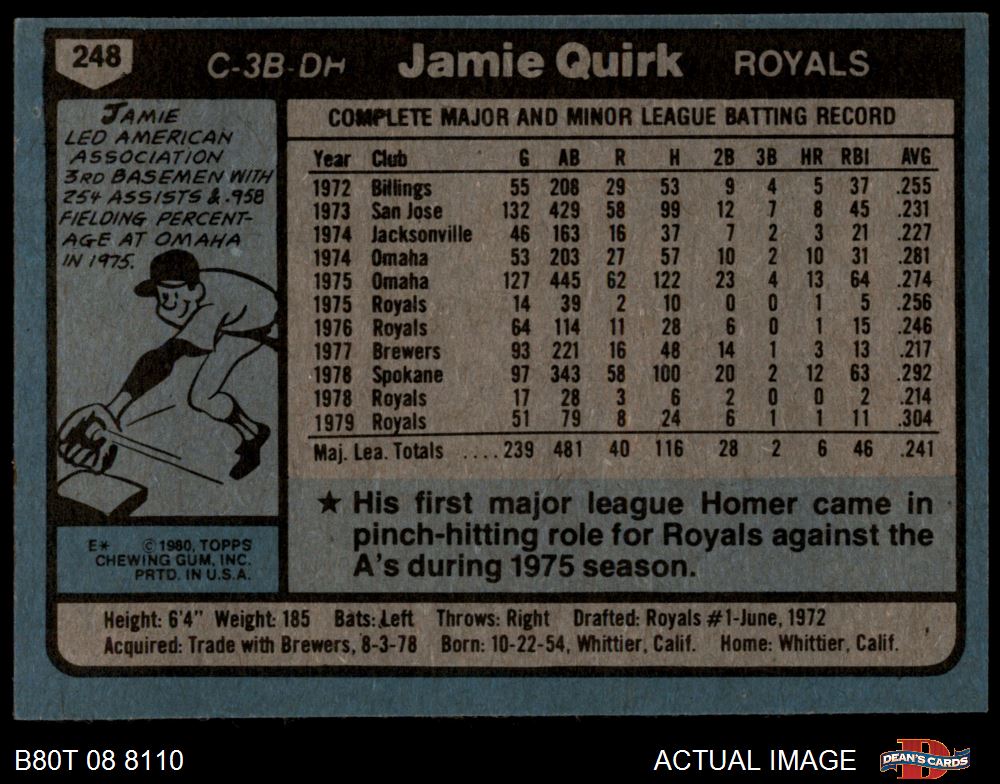 248
C-3B-DH Jamie Quirk ROYALS
JAMIE
LED AMERICAN
ASSOCIATION
3RD BASEMEN WITH
254 ASSISTS & .958
FIELDING PERCENT-
AGE AT OMAHA
IN 1975.
COMPLETE MAJOR AND MINOR LEAGUE BATTING RECORD
Year Club G AB R H 2B 3B HR RBI AVG
1972 Billings 55 208 29 53 9 4 5 37 .255
1973 San Jose 132 429 58 99 12 7 8 45 .231
1974 Jacksonville 46 163 16 37 7 2 3 21 .227
1974 Omaha 53 203 27 57 10 2 10 31 .281
1975 Omaha 127 445 62 122 23 4 13 64 .274
1975 Royals 14 39 2 10 0 0 1 5 .256
1976 Royals 64 114 11 28 6 0 1 15 .246
1977 Brewers 93 221 16 48 14 1 3 13 .217
1978 Spokane 97 343 58 100 20 2 12 63 .292
1978 Royals 17 28 3 6 2 0 0 2 .214
1979 Royals 51 79 8 24 6 1 1 11 .304
Maj. Lea. Totals ....239 481 40 116 28 2 6 46 .241
★ His first major league Homer came in
pinch-hitting role for Royals against the
A's during 1975 season.
E* © 1980, TOPPS
CHEWING GUM, INC.
PRTD. IN U.S.A.
Height: 6'4" Weight: 185 Bats: Left Throws: Right Drafted: Royals #1-June, 1972
Acquired: Trade with Brewers, 8-3-78 Born: 10-22-54, Whittier, Calif. Home: Whittier, Calif.
B80T 08 8110
ACTUAL IMAGE
DEAN'S CARDS